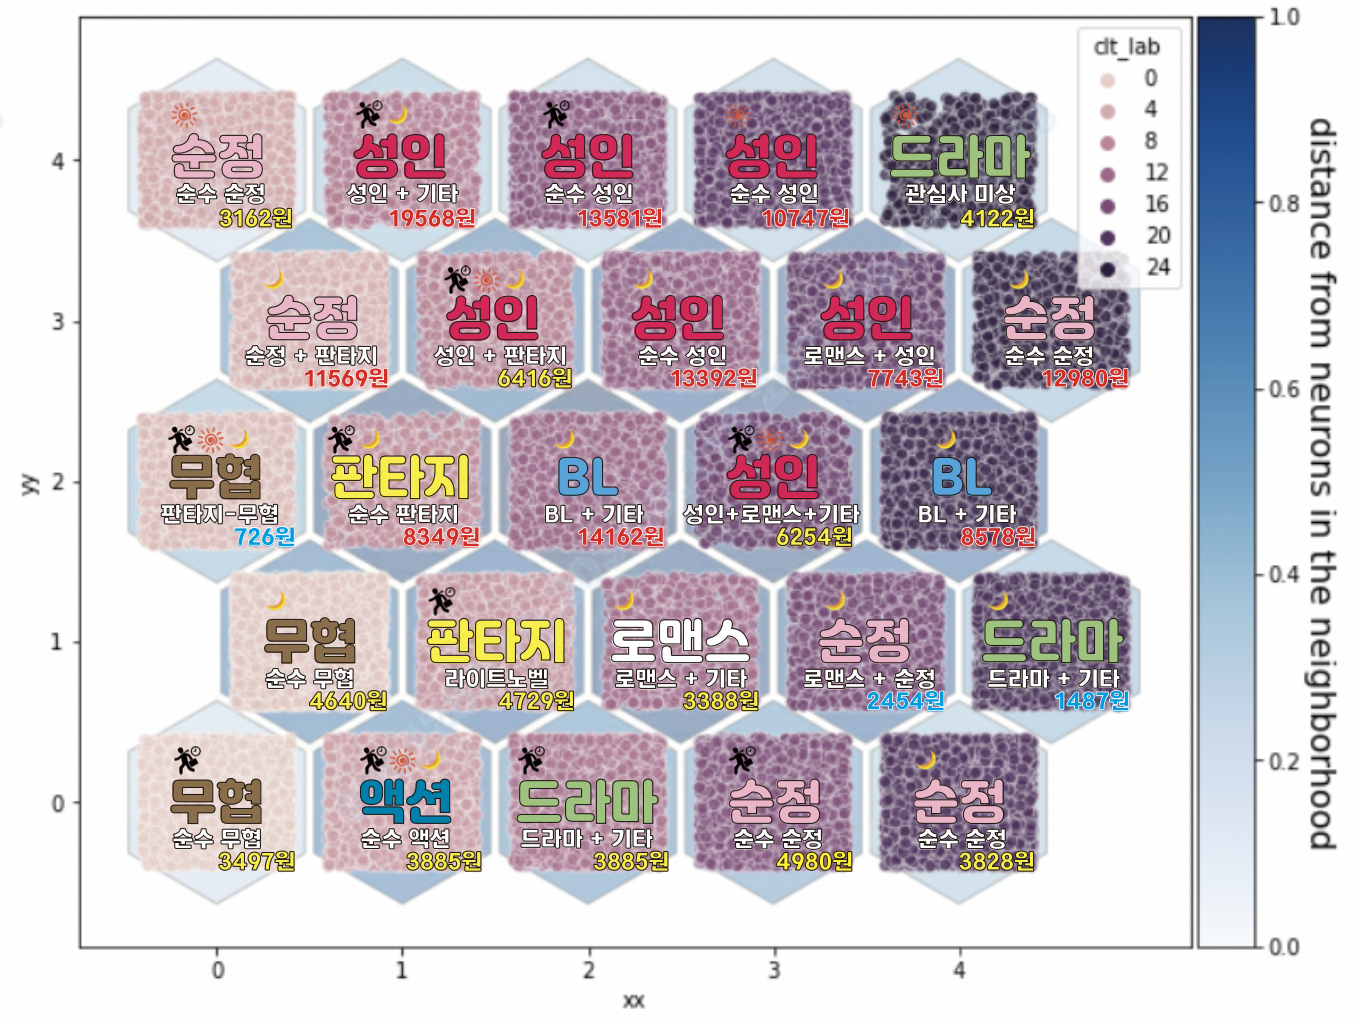 clt_lab
0
4
8
12
16
20
24
순정
순수 순정
3162원
성인
성인 + 기타
19568원
성인
순수 성인
13581원
성인
순수 성인
10747원
드라마
관심사 미상
4122원
순정
순정 + 판타지
11569원
성인
성인 + 판타지
6416원
성인
순수 성인
13392원
성인
로맨스 + 성인
7743원
순정
순수 순정
12980원
무협
판타지-무협
726원
판타지
순수 판타지
8349원
BL
BL + 기타
14162원
성인
성인+로맨스+기타
6254원
BL
BL + 기타
8578원
무협
순수 무협
4640원
판타지
라이트노벨
4729원
로맨스
로맨스 + 기타
3388원
순정
로맨스 + 순정
2454원
드라마
드라마 + 기타
1487원
무협
순수 무협
3497원
액션
순수 액션
3885원
드라마
드라마 + 기타
3885원
순정
순수 순정
4980원
순정
순수 순정
3828원
4
3
2
1
0
yy
0
1
2
3
4
xx
1.0
0.8
0.6
0.4
0.2
0.0
distance from neurons in the neighborhood